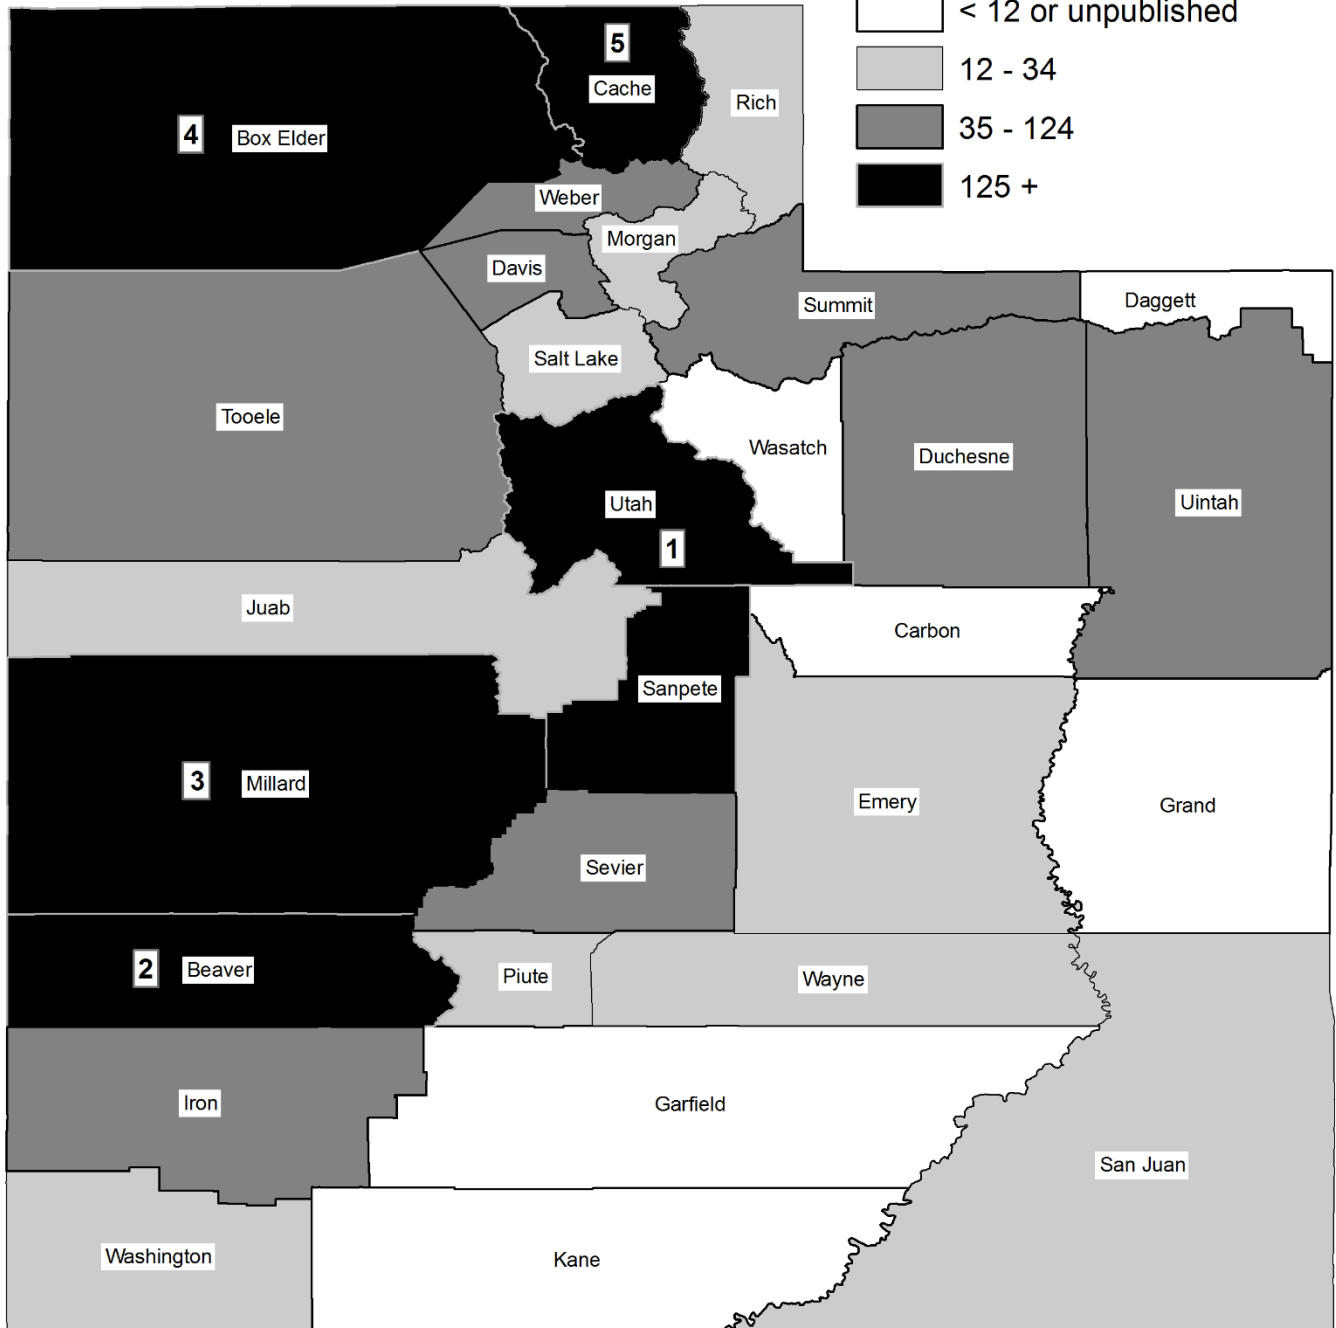 < 12 or unpublished
12 - 34
35 - 124
125 +
5
Cache
Rich
4 Box Elder
Weber
Morgan
Davis
Summit
Daggett
Salt Lake
Tooele
Wasatch
Duchesne
Utah
Uintah
1
Juab
Carbon
Sanpete
3 Millard
Emery
Grand
Sevier
2 Beaver
Piute
Wayne
Iron
Garfield
San Juan
Washington
Kane